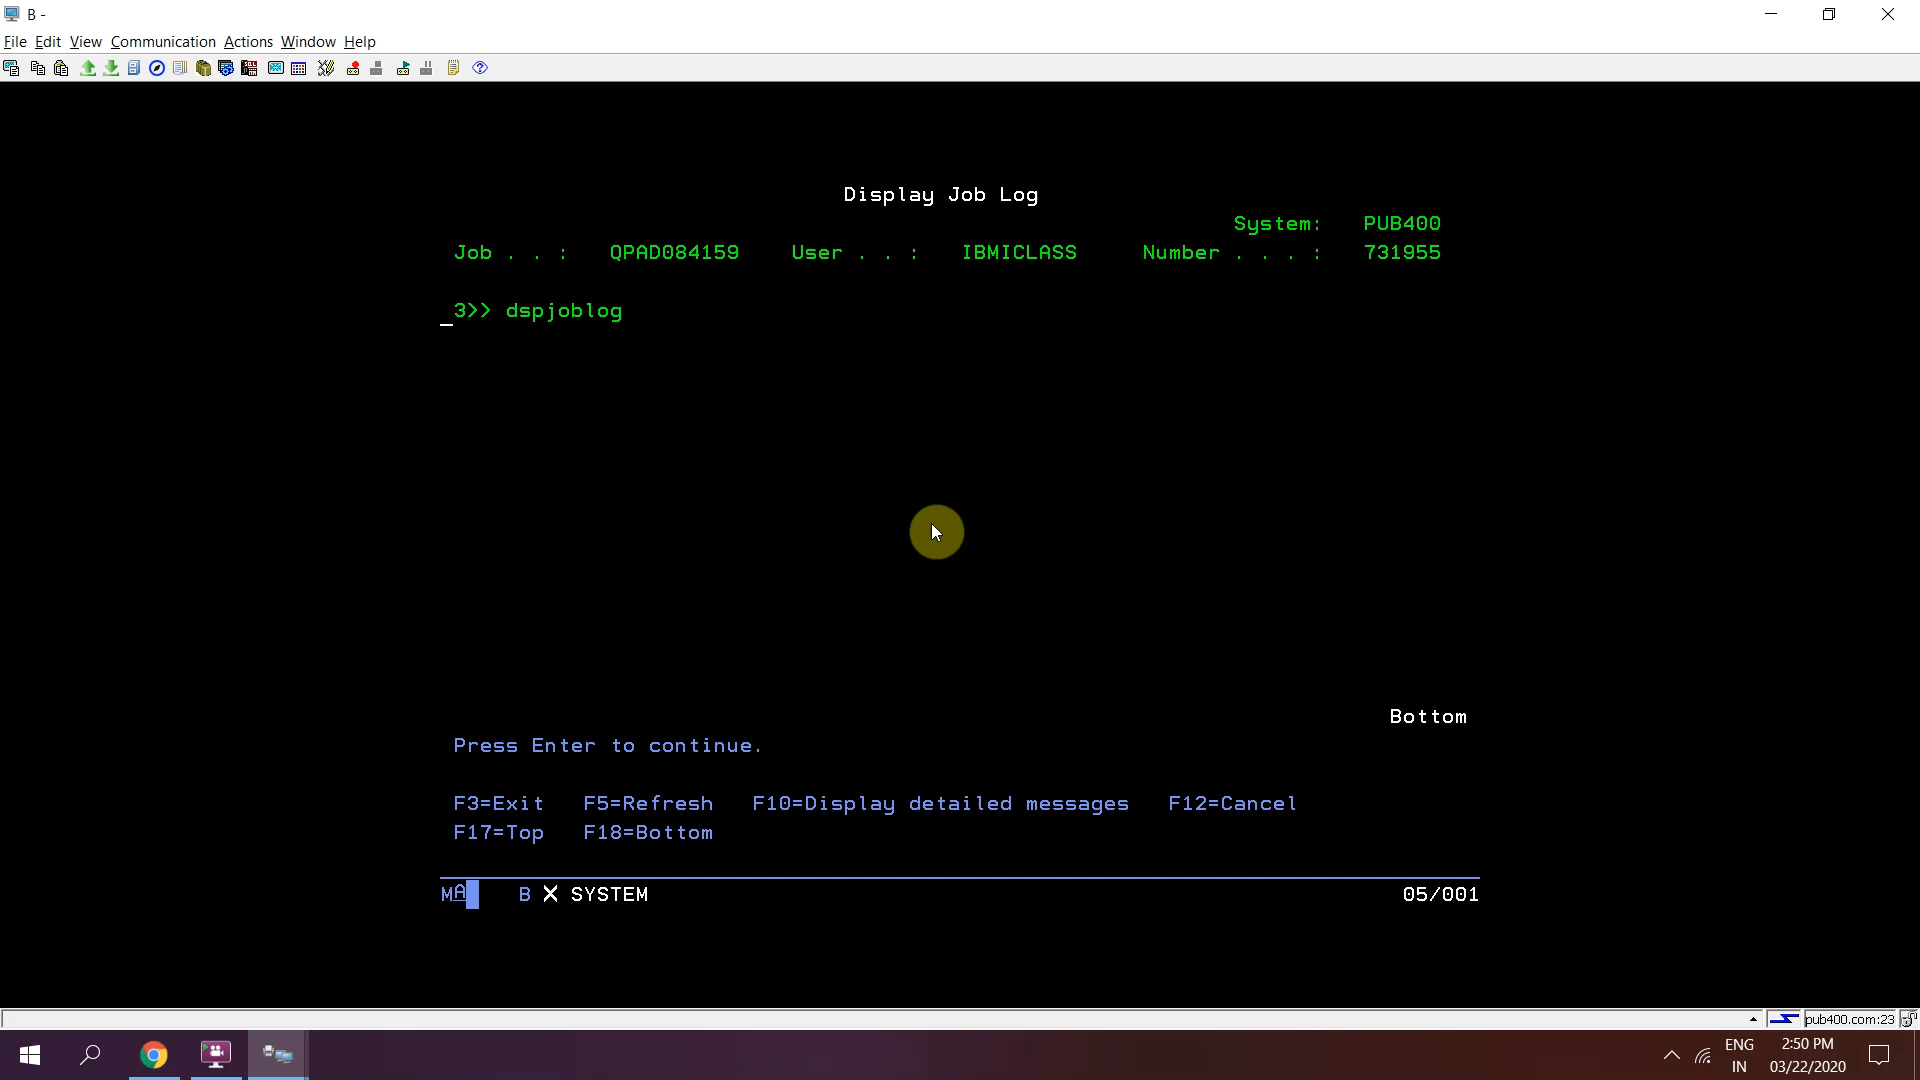 B -
File Edit View Communication Actions Window Help
Display Job Log
System: PUB400
Job . . : QPAD084159 User . . : IBMICLASS Number . . . : 731955
_3>> dspjoblog
Bottom
Press Enter to continue.
F3=Exit F5=Refresh F10=Display detailed messages F12=Cancel
F17=Top F18=Bottom
MA B X SYSTEM 05/001
pub400.com:23
ENG 2:50 PM
IN 03/22/2020